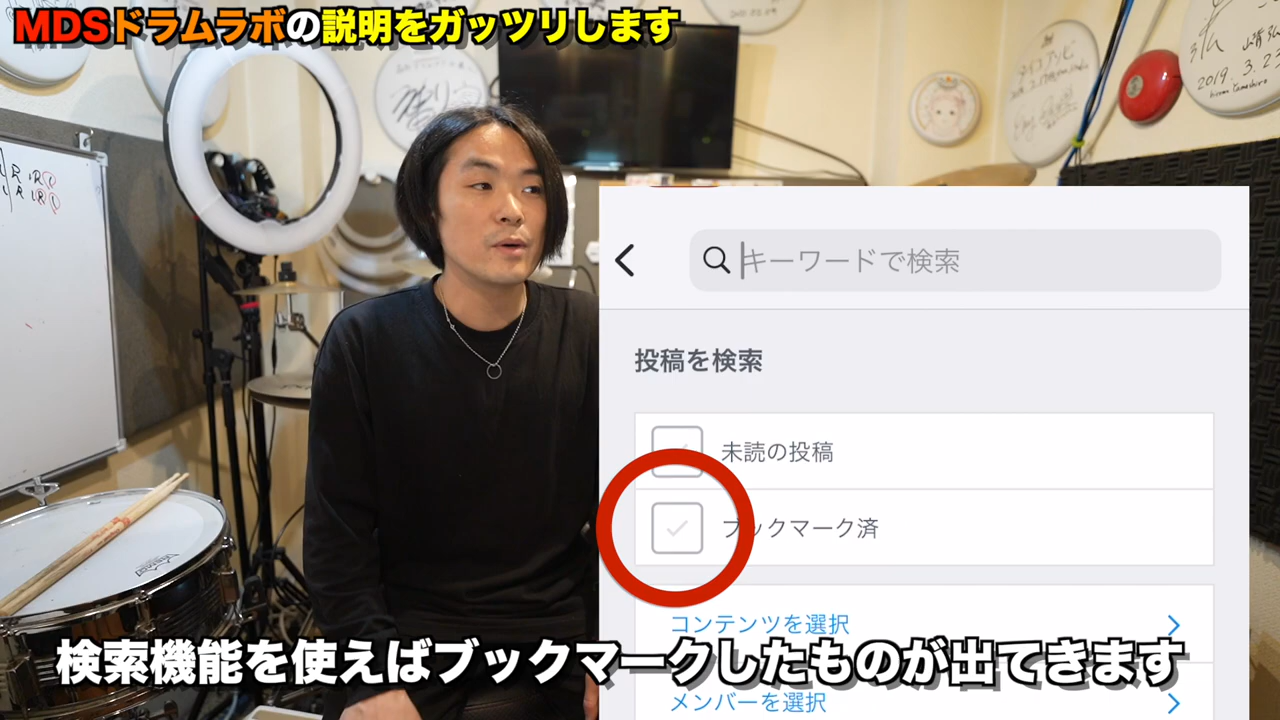 MDSドラムラボの説明をガッツリします
2019.3.23
キーワードで検索
投稿を検索
未読の投稿
ブックマーク済
コンテンツを選択
検索機能を使えばブックマークしたものが出てきます
メンバーを選択